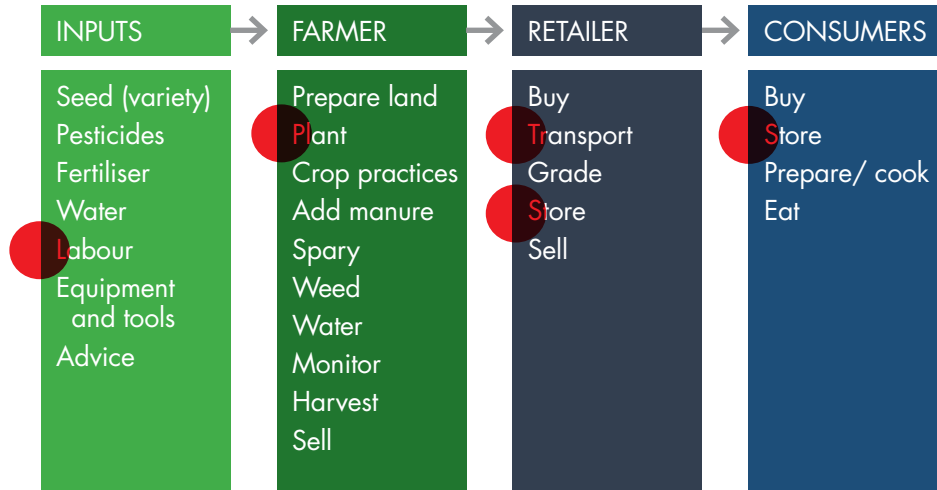 INPUTS
Seed (variety)
Pesticides
Fertiliser
Water
Labour
Equipment
and tools
Advice
FARMER
Prepare land
Plant
Crop practices
Add manure
Spary
Weed
Water
Monitor
Harvest
Sell
RETAILER
Buy
Transport
Grade
Store
Sell
CONSUMERS
Buy
Store
Prepare/ cook
Eat